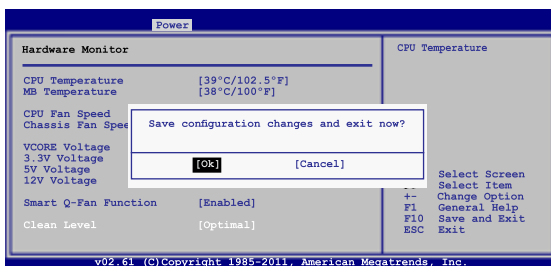 Power
Hardware Monitor
CPU Temperature
CPU Temperature [39°C/102.5°F]
MB Temperature [38°C/100°F]
CPU Fan Speed
Chassis Fan Spee
Save configuration changes and exit now?
[Ok] [Cancel]
VCORE Voltage
3.3V Voltage
5V Voltage
12V Voltage
Smart Q-Fan Function [Enabled]
Clean Level [Optimal]
Select Screen
Select Item
+- Change Option
F1 General Help
F10 Save and Exit
ESC Exit
v02.61 (C)Copyright 1985-2011, American Megatrends, Inc.